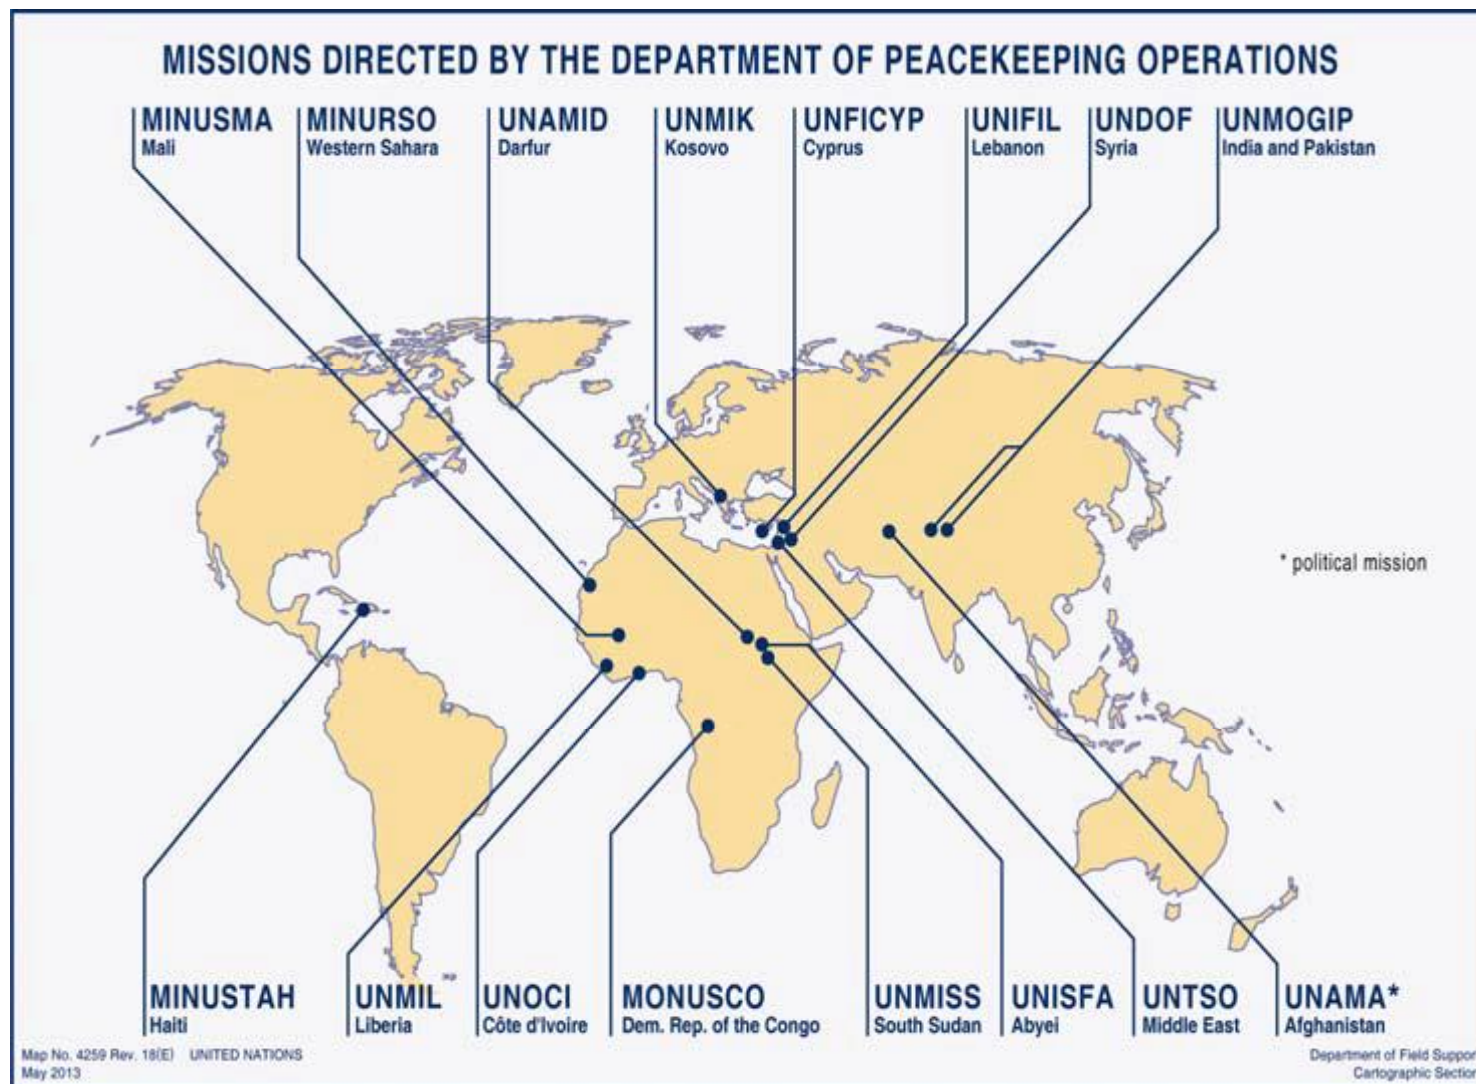 MISSIONS DIRECTED BY THE DEPARTMENT OF PEACEKEEPING OPERATIONS
MINUSMA
Mali
MINURSO
Western Sahara
UNAMID
Darfur
UNMIK
Kosovo
UNFICYP
Cyprus
UNIFIL
Lebanon
UNDOF
Syria
UNMOGIP
India and Pakistan
* political mission
MINUSTAH
Haiti
UNMIL
Liberia
UNOCI
Côte d'Ivoire
MONUSCO
Dem. Rep. of the Congo
UNMISS
South Sudan
UNISFA
Abyei
UNTSO
Middle East
UNAMA*
Afghanistan
Map No. 4259 Rev. 18(E) UNITED NATIONS
May 2013
Department of Field Suppor
Cartographic Section